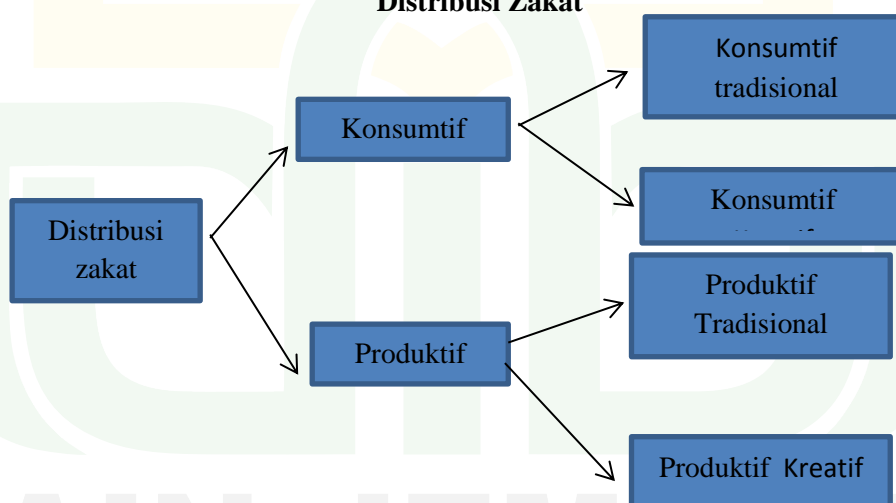 Distribusi Zakat
Konsumtif
tradisional
Konsumtif
Konsumtif
Distribusi
zakat
Produktif
Tradisional
Produktif
Produktif Kreatif